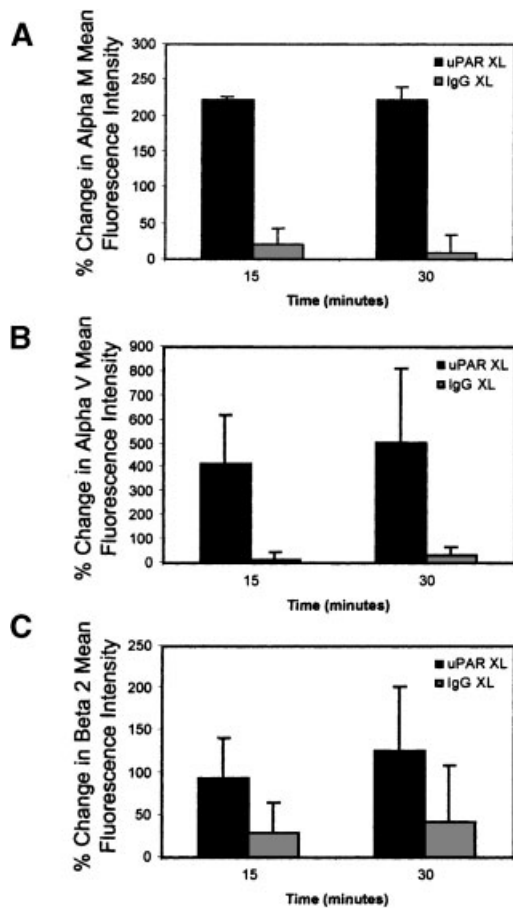 A
% Change in Alpha M Mean
Fluorescence Intensity
300
250
200
150
100
50
0
uPAR XL
IgG XL
15
30
Time (minutes)
B
% Change in Alpha V Mean
Fluorescence Intensity
900
800
700
600
500
400
300
200
100
0
uPAR XL
IgG XL
15
30
Time (minutes)
C
% Change in Beta 2 Mean
Fluorescence Intensity
250
200
150
100
50
0
uPAR XL
IgG XL
15
30
Time (minutes)